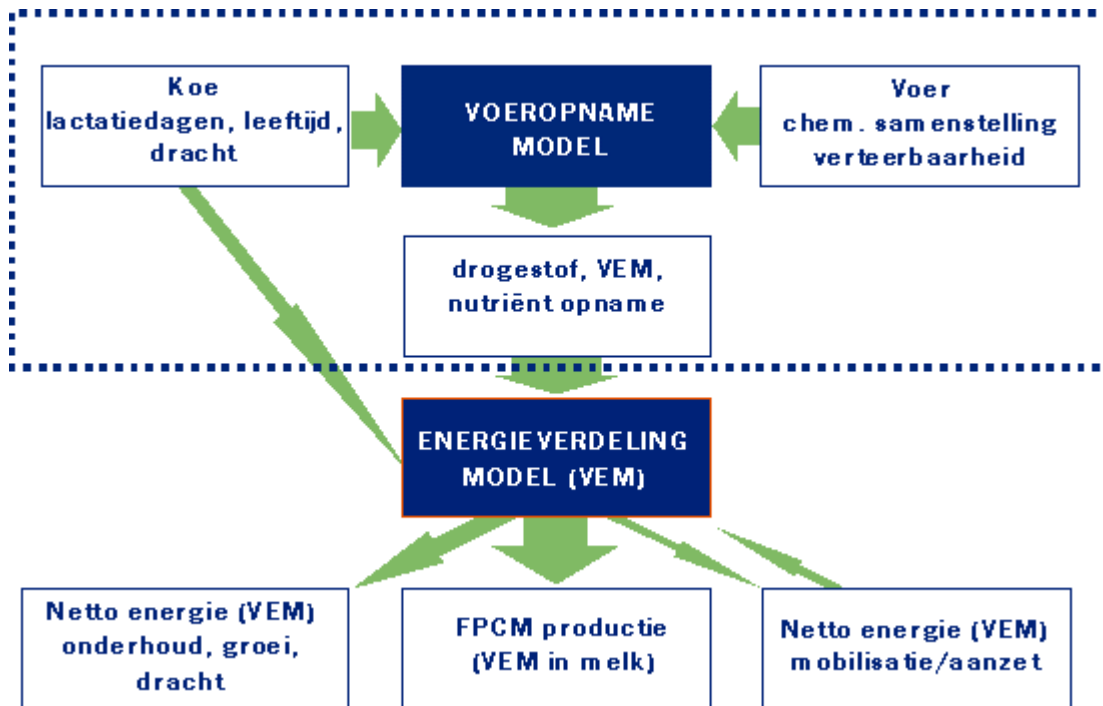 Koe
lactatiedagen, leeftijd,
dracht
VOEROPNAME
MODEL
Voer
chem. samenstelling
verteerbaarheid
drogestof, VEM,
nutriënt opname
ENERGIEVERDELING
MODEL (VEM)
Netto energie (VEM)
onderhoud, groei,
dracht
FPCM productie
(VEM in melk)
Netto energie (VEM)
mobilisatie/aanzet